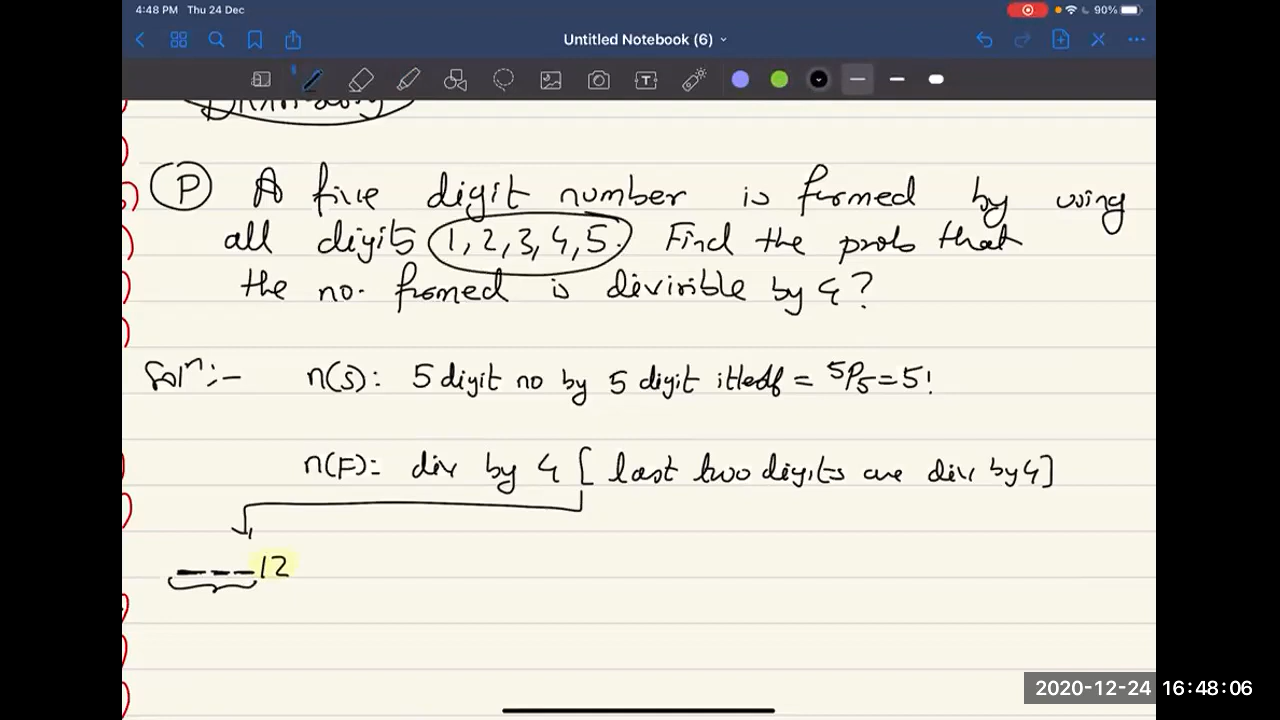 4:48 PM Thu 24 Dec
90%
Untitled Notebook (6)
T
P A five digit number is formed by using
all digits 1, 2, 3, 4, 5. Find the prob that
the no. fromed is divisible by 4?
Solⁿ:- n(S): 5 digit no by 5 digit = ⁵P₅ = 5!
n(F): div by 4 [ last two digits are div by 4]
_ _ _ 12
2020-12-24 16:48:06